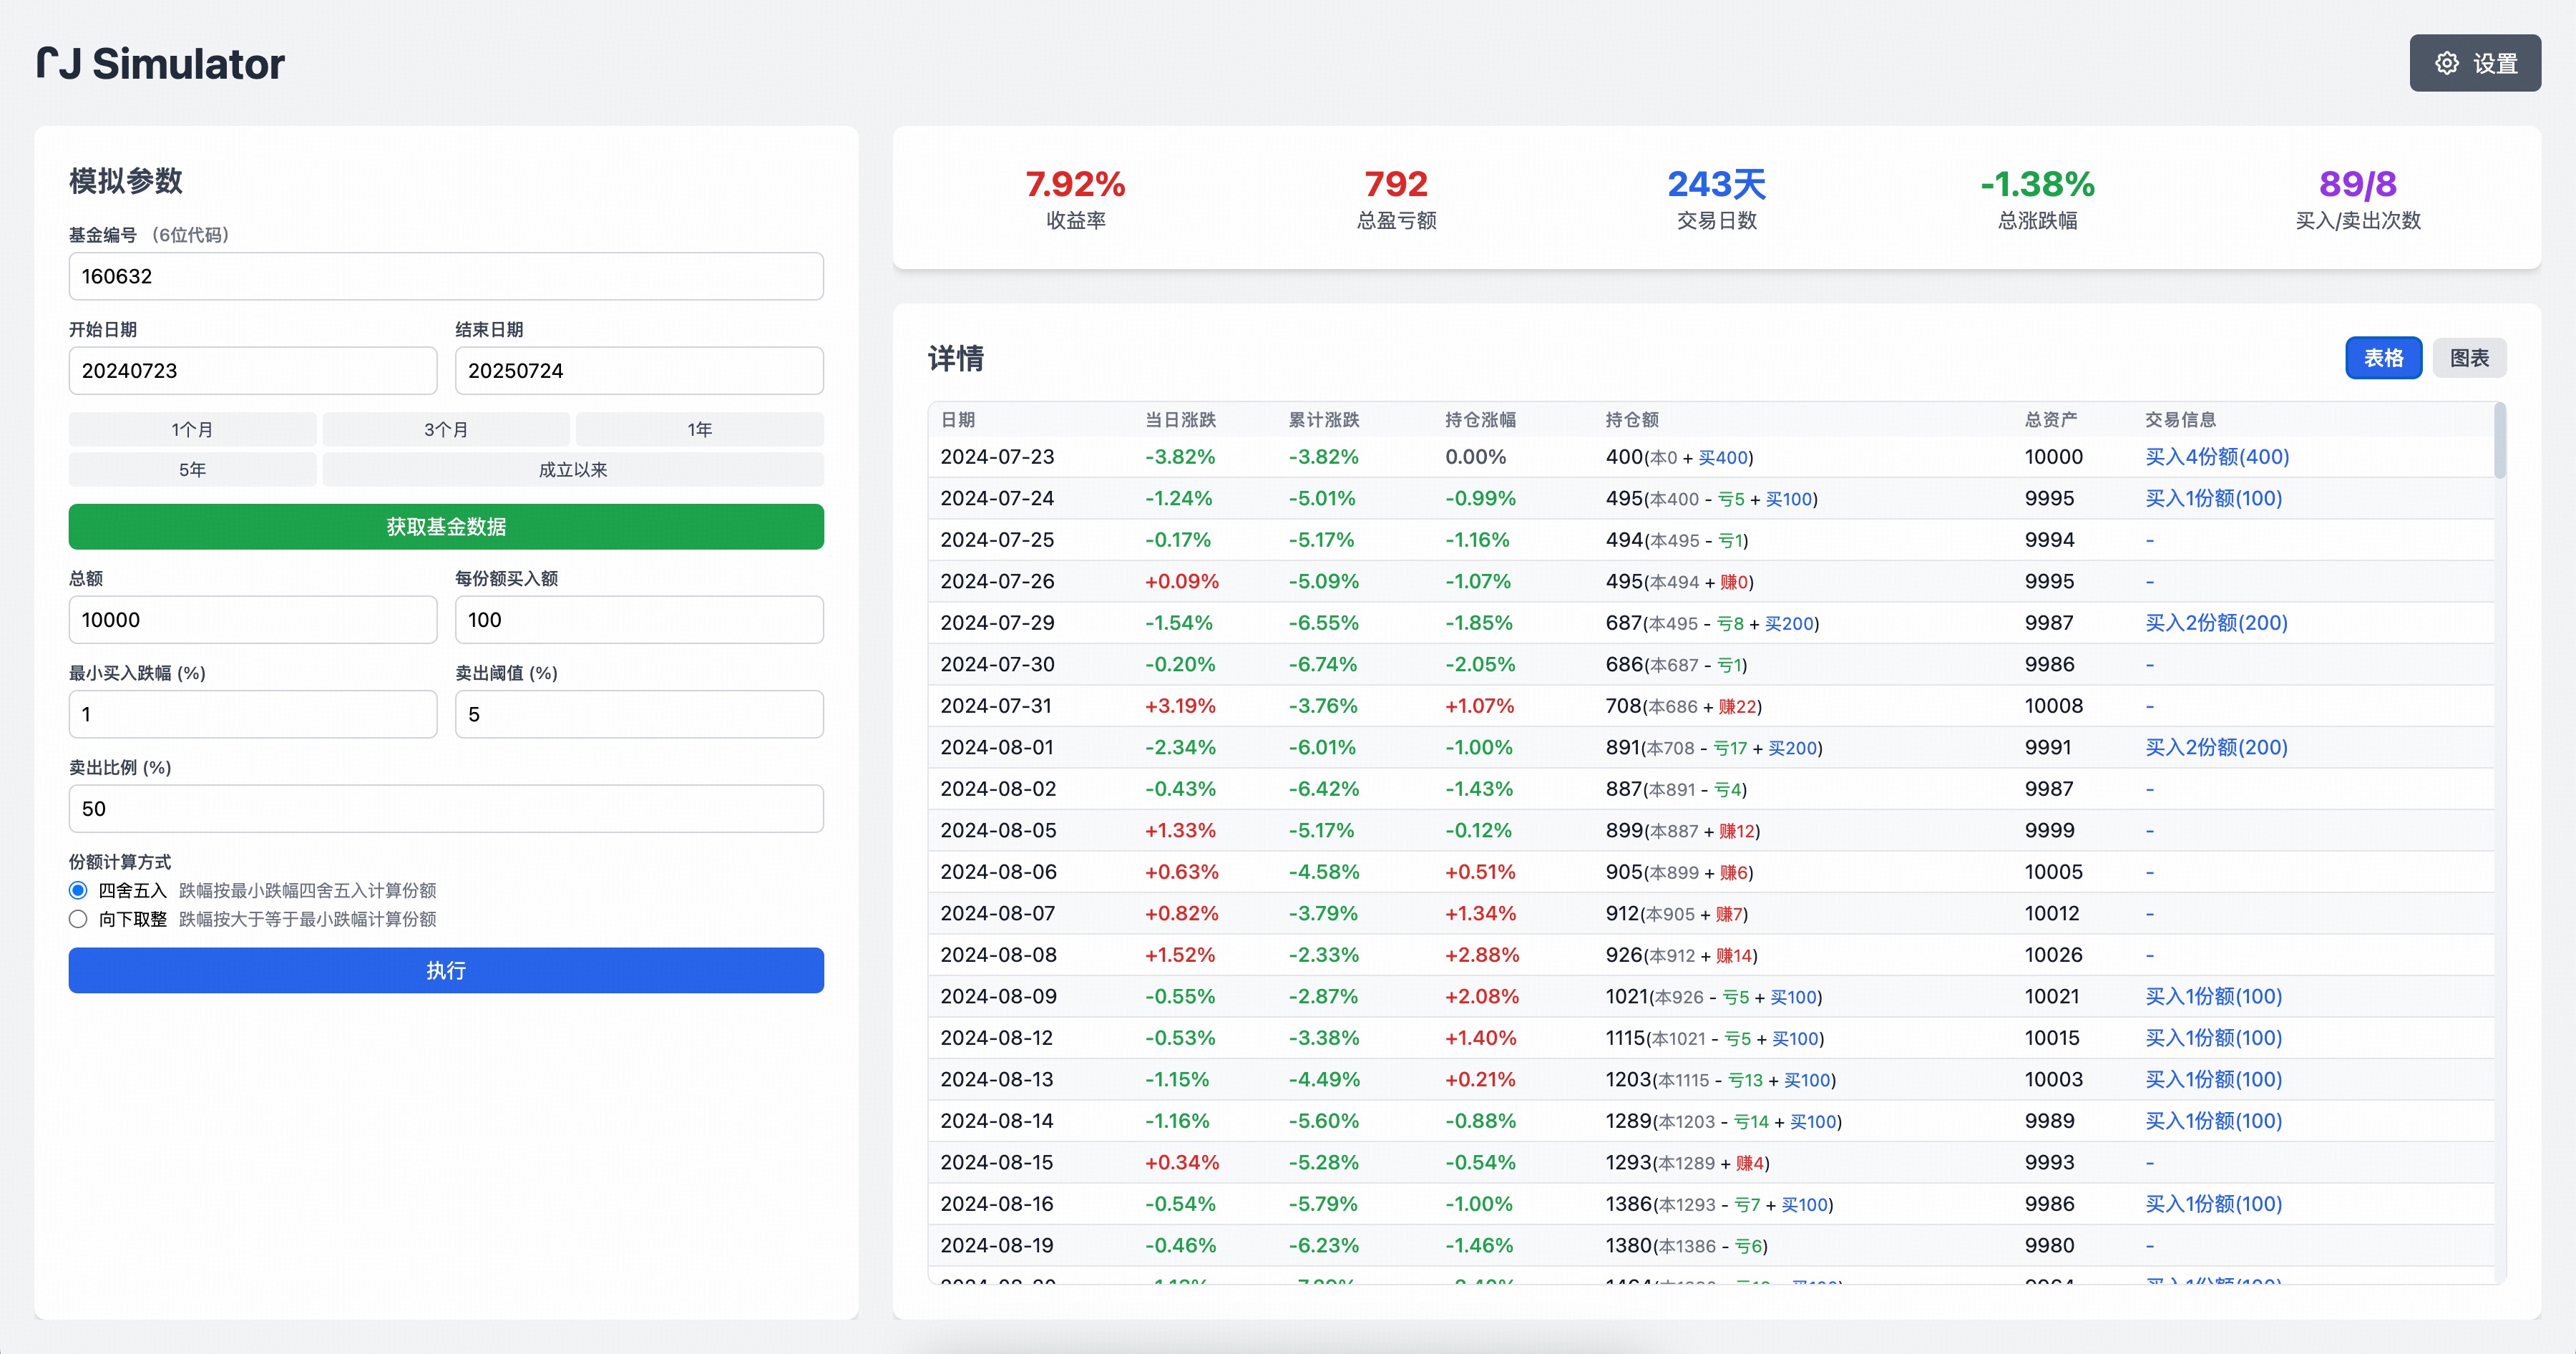 ՐJ Simulator
设置
模拟参数
基金编号 （6位代码）
160632
开始日期 结束日期
20240723 20250724
1个月 3个月 1年
5年 成立以来
获取基金数据
总额 每份额买入额
10000 100
最小买入跌幅 (%) 卖出阈值 (%)
1 5
卖出比例 (%)
50
份额计算方式
四舍五入 跌幅按最小跌幅四舍五入计算份额
向下取整 跌幅按大于等于最小跌幅计算份额
执行
7.92% 792 243天 -1.38% 89/8
收益率 总盈亏额 交易日数 总涨跌幅 买入/卖出次数
详情 表格 图表
日期 当日涨跌 累计涨跌 持仓涨幅 持仓额 总资产 交易信息
2024-07-23 -3.82% -3.82% 0.00% 400(本0 + 买400) 10000 买入4份额(400)
2024-07-24 -1.24% -5.01% -0.99% 495(本400 - 亏5 + 买100) 9995 买入1份额(100)
2024-07-25 -0.17% -5.17% -1.16% 494(本495 - 亏1) 9994 -
2024-07-26 +0.09% -5.09% -1.07% 495(本494 + 赚0) 9995 -
2024-07-29 -1.54% -6.55% -1.85% 687(本495 - 亏8 + 买200) 9987 买入2份额(200)
2024-07-30 -0.20% -6.74% -2.05% 686(本687 - 亏1) 9986 -
2024-07-31 +3.19% -3.76% +1.07% 708(本686 + 赚22) 10008 -
2024-08-01 -2.34% -6.01% -1.00% 891(本708 - 亏17 + 买200) 9991 买入2份额(200)
2024-08-02 -0.43% -6.42% -1.43% 887(本891 - 亏4) 9987 -
2024-08-05 +1.33% -5.17% -0.12% 899(本887 + 赚12) 9999 -
2024-08-06 +0.63% -4.58% +0.51% 905(本899 + 赚6) 10005 -
2024-08-07 +0.82% -3.79% +1.34% 912(本905 + 赚7) 10012 -
2024-08-08 +1.52% -2.33% +2.88% 926(本912 + 赚14) 10026 -
2024-08-09 -0.55% -2.87% +2.08% 1021(本926 - 亏5 + 买100) 10021 买入1份额(100)
2024-08-12 -0.53% -3.38% +1.40% 1115(本1021 - 亏5 + 买100) 10015 买入1份额(100)
2024-08-13 -1.15% -4.49% +0.21% 1203(本1115 - 亏13 + 买100) 10003 买入1份额(100)
2024-08-14 -1.16% -5.60% -0.88% 1289(本1203 - 亏14 + 买100) 9989 买入1份额(100)
2024-08-15 +0.34% -5.28% -0.54% 1293(本1289 + 赚4) 9993 -
2024-08-16 -0.54% -5.79% -1.00% 1386(本1293 - 亏7 + 买100) 9986 买入1份额(100)
2024-08-19 -0.46% -6.23% -1.46% 1380(本1386 - 亏6) 9980 -